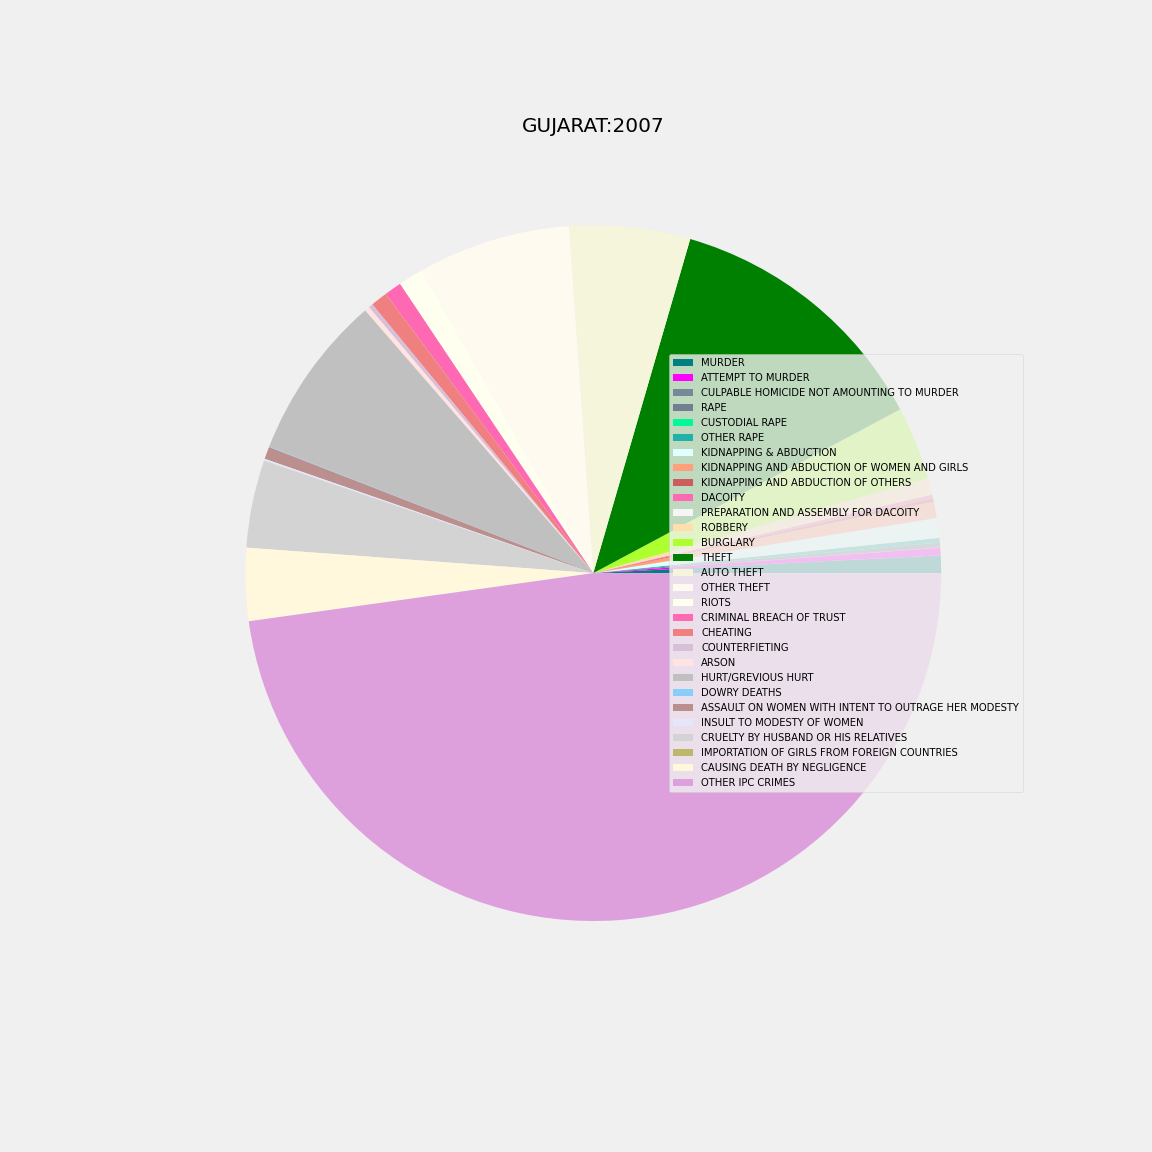 GUJARAT:2007
MURDER
ATTEMPT TO MURDER
CULPABLE HOMICIDE NOT AMOUNTING TO MURDER
RAPE
CUSTODIAL RAPE
OTHER RAPE
KIDNAPPING & ABDUCTION
KIDNAPPING AND ABDUCTION OF WOMEN AND GIRLS
KIDNAPPING AND ABDUCTION OF OTHERS
DACOITY
PREPARATION AND ASSEMBLY FOR DACOITY
ROBBERY
BURGLARY
THEFT
AUTO THEFT
OTHER THEFT
RIOTS
CRIMINAL BREACH OF TRUST
CHEATING
COUNTERFIETING
ARSON
HURT/GREVIOUS HURT
DOWRY DEATHS
ASSAULT ON WOMEN WITH INTENT TO OUTRAGE HER MODESTY
INSULT TO MODESTY OF WOMEN
CRUELTY BY HUSBAND OR HIS RELATIVES
IMPORTATION OF GIRLS FROM FOREIGN COUNTRIES
CAUSING DEATH BY NEGLIGENCE
OTHER IPC CRIMES